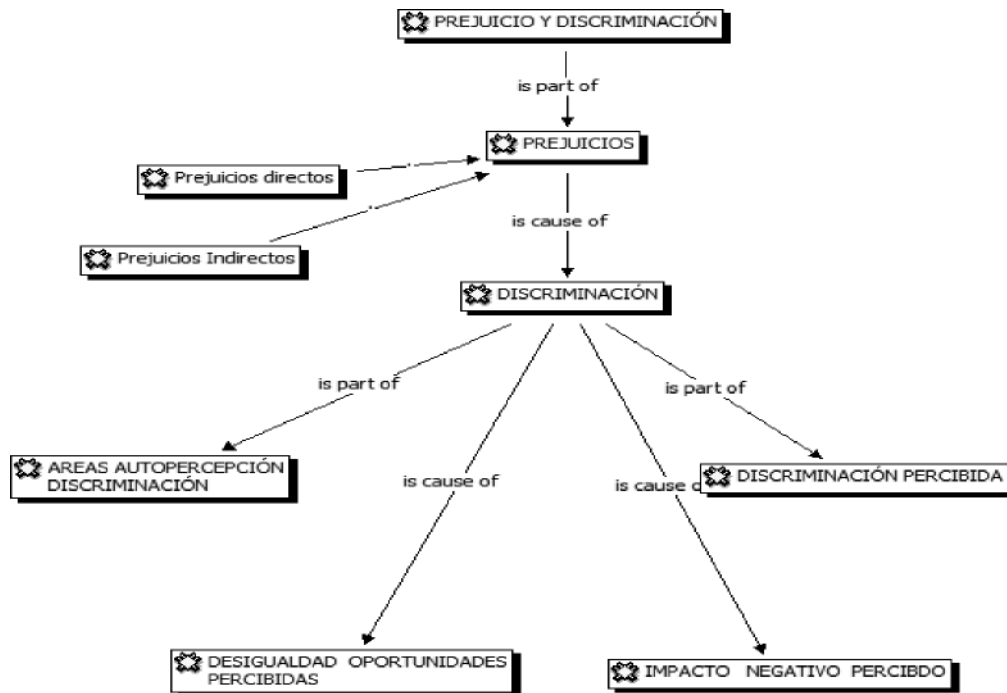 PREJUICIO Y DISCRIMINACIÓN
is part of
PREJUICIOS
Prejuicios directos
is cause of
Prejuicios Indirectos
DISCRIMINACIÓN
is part of
is part of
AREAS AUTOPERCEPCIÓN
DISCRIMINACIÓN
is cause of
is cause o
DISCRIMINACIÓN PERCIBIDA
DESIGUALDAD OPORTUNIDADES
PERCIBIDAS
IMPACTO NEGATIVO PERCIBDO